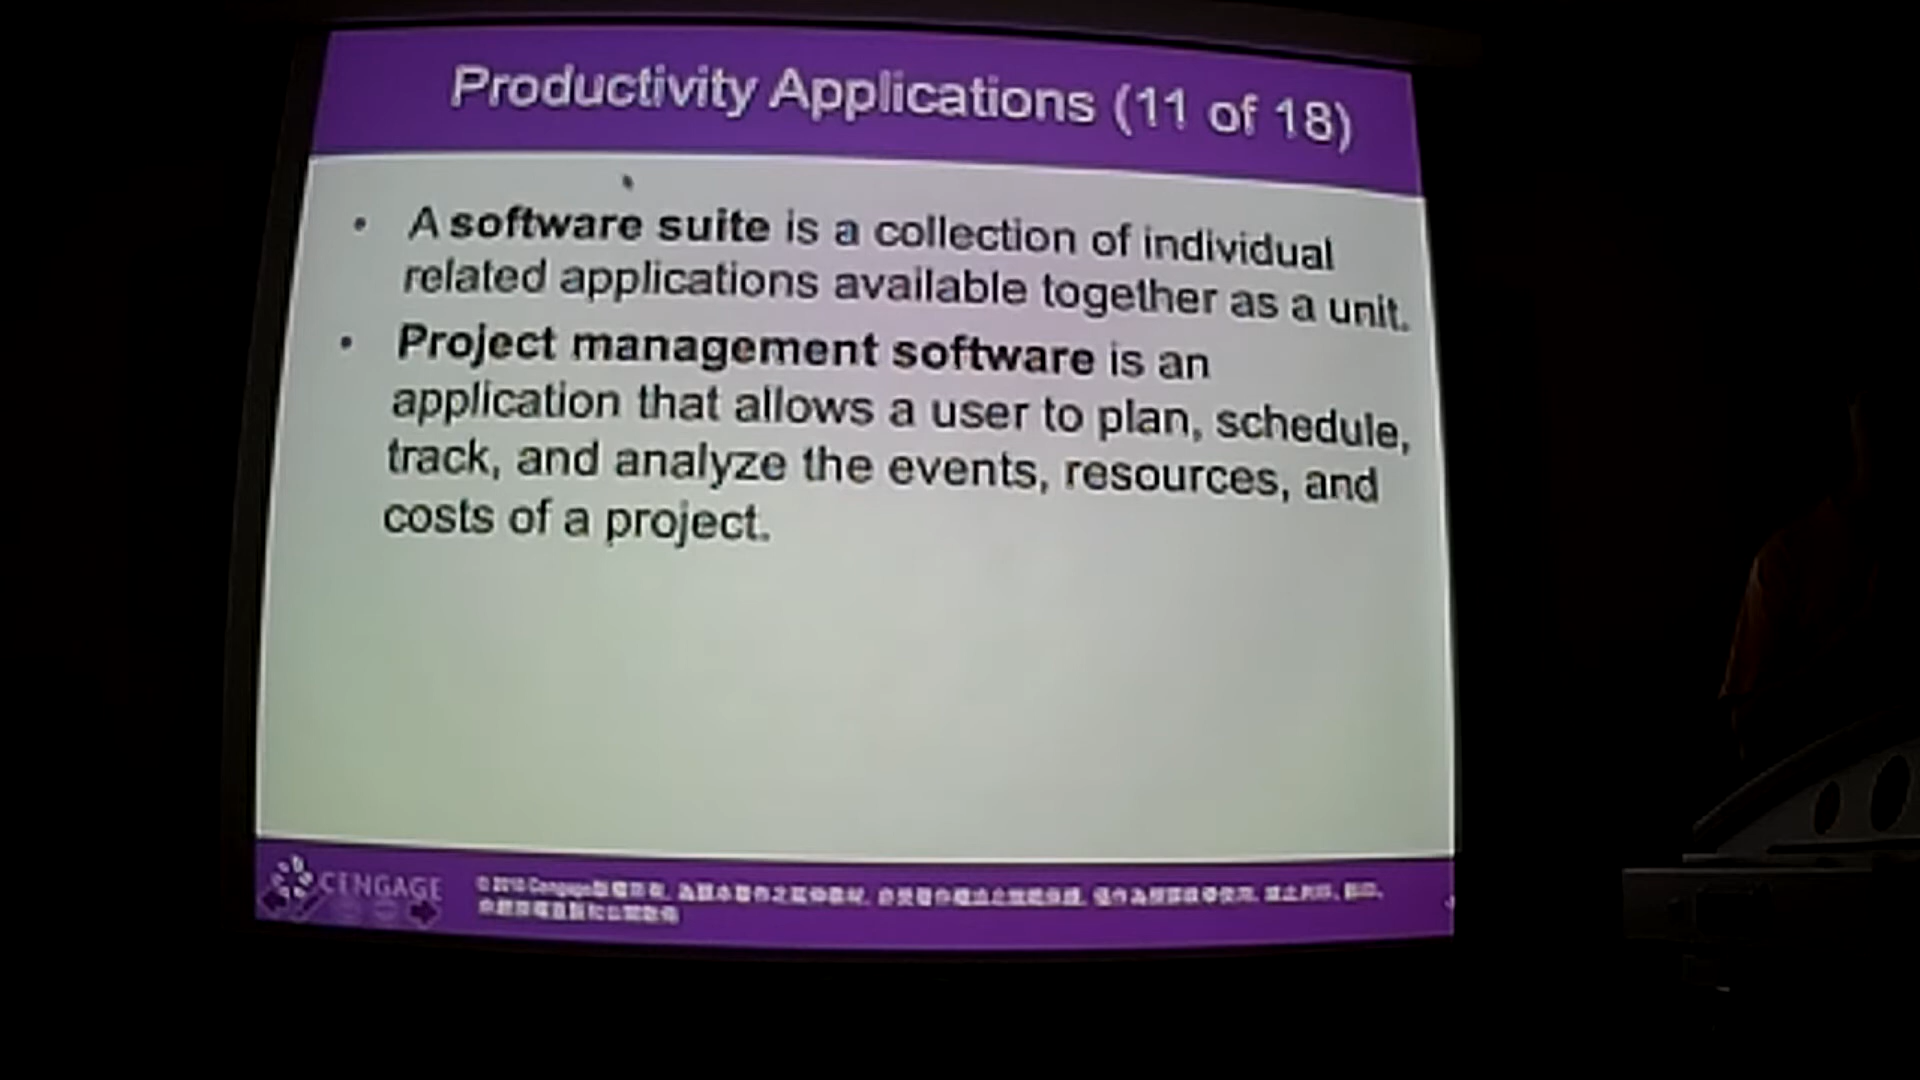 Productivity Applications (11 of 18)
• A software suite is a collection of individual
related applications available together as a unit.
• Project management software is an
application that allows a user to plan, schedule,
track, and analyze the events, resources, and
costs of a project.
CENGAGE